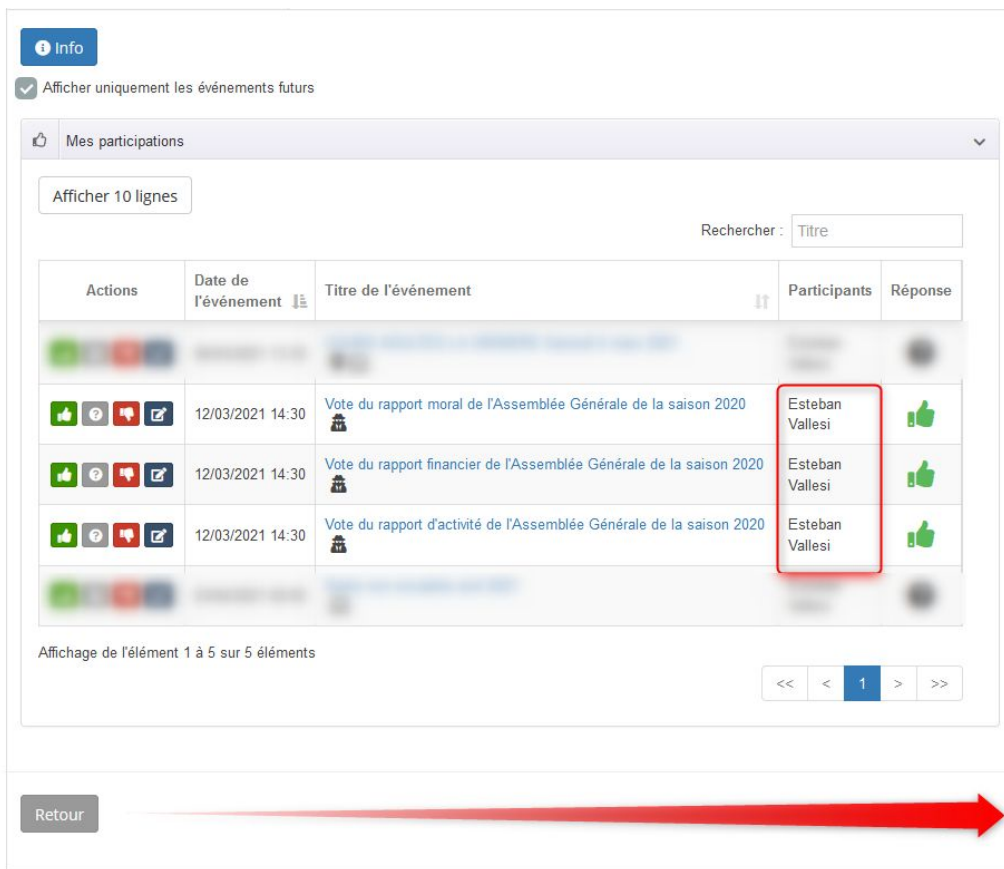 Info
Afficher uniquement les événements futurs
Mes participations
Afficher 10 lignes
Rechercher : Titre
Actions
Date de
l'événement
Titre de l'événement
Participants
Réponse
12/03/2021 14:30
Vote du rapport moral de l'Assemblée Générale de la saison 2020
Esteban
Vallesi
12/03/2021 14:30
Vote du rapport financier de l'Assemblée Générale de la saison 2020
Esteban
Vallesi
12/03/2021 14:30
Vote du rapport d'activité de l'Assemblée Générale de la saison 2020
Esteban
Vallesi
Affichage de l'élément 1 à 5 sur 5 éléments
<< < 1 > >>
Retour